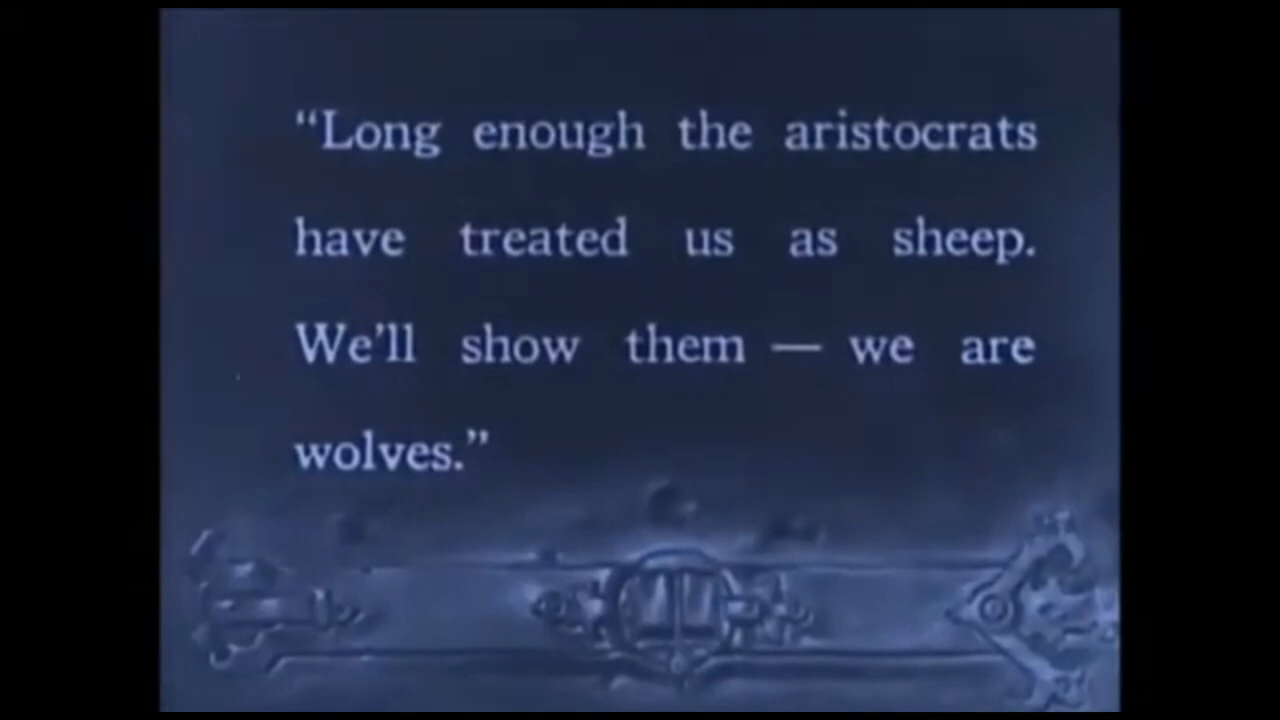 “Long enough the aristocrats
have treated us as sheep.
We’ll show them — we are
wolves.”